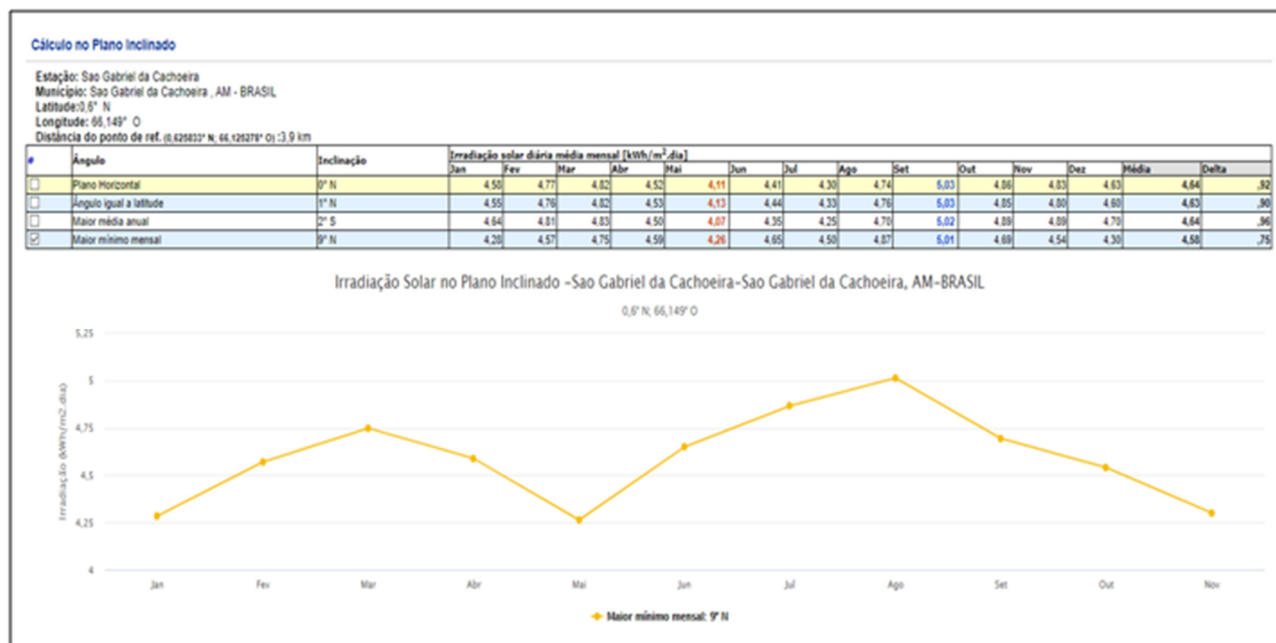 Cálculo no Plano Inclinado
Estação: Sao Gabriel da Cachoeira
Município: Sao Gabriel da Cachoeira , AM - BRASIL
Latitude:0,6° N
Longitude: 66,149° O
Distância do ponto de ref. (0,625833° N; 66,125278° O) :3,9 km
# Ângulo Inclinação Irradiação solar diária média mensal [kWh/m².dia]
Jan Fev Mar Abr Mai Jun Jul Ago Set Out Nov Dez Média Delta
Plano Horizontal 0° N 4,58 4,77 4,82 4,52 4,11 4,41 4,30 4,74 5,03 4,86 4,83 4,63 4,64 ,92
Ângulo igual a latitude 1° N 4,55 4,76 4,82 4,53 4,13 4,44 4,33 4,76 5,03 4,85 4,80 4,60 4,63 ,90
Maior média anual 2° S 4,64 4,81 4,83 4,50 4,07 4,35 4,25 4,70 5,02 4,89 4,89 4,70 4,64 ,96
Maior mínimo mensal 9° N 4,28 4,57 4,75 4,59 4,26 4,65 4,50 4,87 5,01 4,69 4,54 4,30 4,58 ,75
Irradiação Solar no Plano Inclinado -Sao Gabriel da Cachoeira-Sao Gabriel da Cachoeira, AM-BRASIL
0,6° N; 66,149° O
Irradiação (kWh/m2.dia)
5,25
5
4,75
4,5
4,25
4
Jan Fev Mar Abr Mai Jun Jul Ago Set Out Nov
Maior mínimo mensal: 9° N